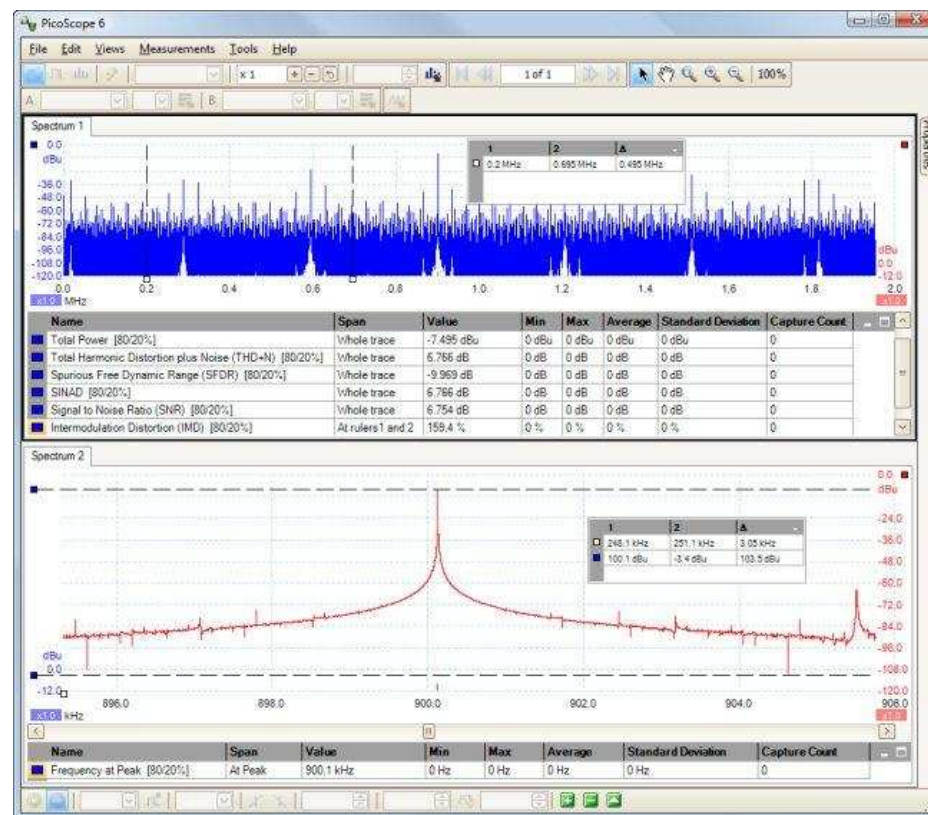 PicoScope 6
File Edit Views Measurements Tools Help
x 1 1 of 1 100%
A B
Spectrum 1
0.0
dBu
-36.0
-48.0
-60.0
-72.0
-84.0
-96.0
-108.0
-120.0
1 2 Δ
0.2 MHz 0.695 MHz 0.495 MHz
dBu
0.0
-12.0
0.0 0.2 0.4 0.6 0.8 1.0 1.2 1.4 1.6 1.8 2.0
x1.0 MHz x1.0
Name Span Value Min Max Average Standard Deviation Capture Count
Total Power [80/20%] Whole trace -7.495 dBu 0 dBu 0 dBu 0 dBu 0 dBu 0
Total Harmonic Distortion plus Noise (THD+N) [80/20%] Whole trace 6.766 dB 0 dB 0 dB 0 dB 0 dB 0
Spurious Free Dynamic Range (SFDR) [80/20%] Whole trace -9.969 dB 0 dB 0 dB 0 dB 0 dB 0
SINAD [80/20%] Whole trace 6.766 dB 0 dB 0 dB 0 dB 0 dB 0
Signal to Noise Ratio (SNR) [80/20%] Whole trace 6.754 dB 0 dB 0 dB 0 dB 0 dB 0
Intermodulation Distortion (IMD) [80/20%] At rulers1 and 2 159.4 % 0 % 0 % 0 % 0 % 0
Spectrum 2
0.0
dBu
-24.0
-36.0
-48.0
-60.0
-72.0
-84.0
-96.0
-108.0
-120.0
1 2 Δ
248.1 kHz 251.1 kHz 3.05 kHz
100.1 dBu -3.4 dBu 103.5 dBu
dBu
0.0
-12.0
896.0 898.0 900.0 902.0 904.0 906.0
x1.0 kHz x1.0
Name Span Value Min Max Average Standard Deviation Capture Count
Frequency at Peak [80/20%] At Peak 900.1 kHz 0 Hz 0 Hz 0 Hz 0 Hz 0